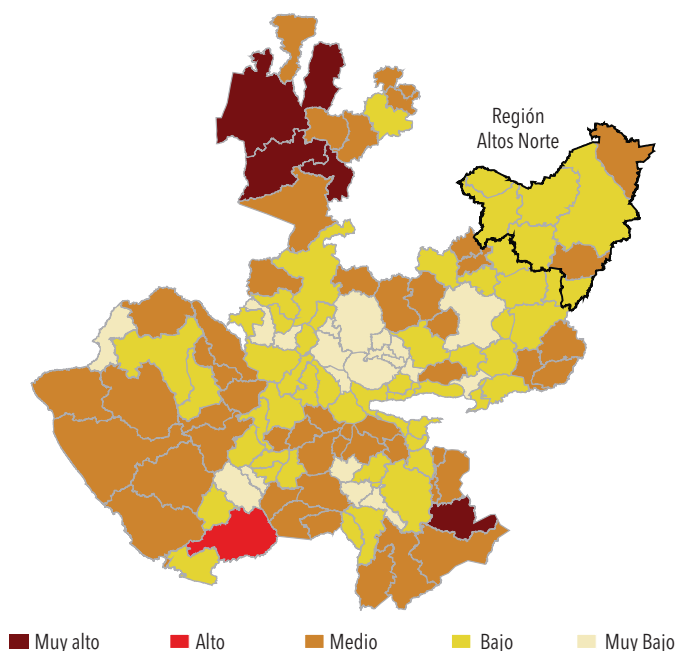 Región
Altos Norte
Muy alto
Alto
Medio
Bajo
Muy Bajo